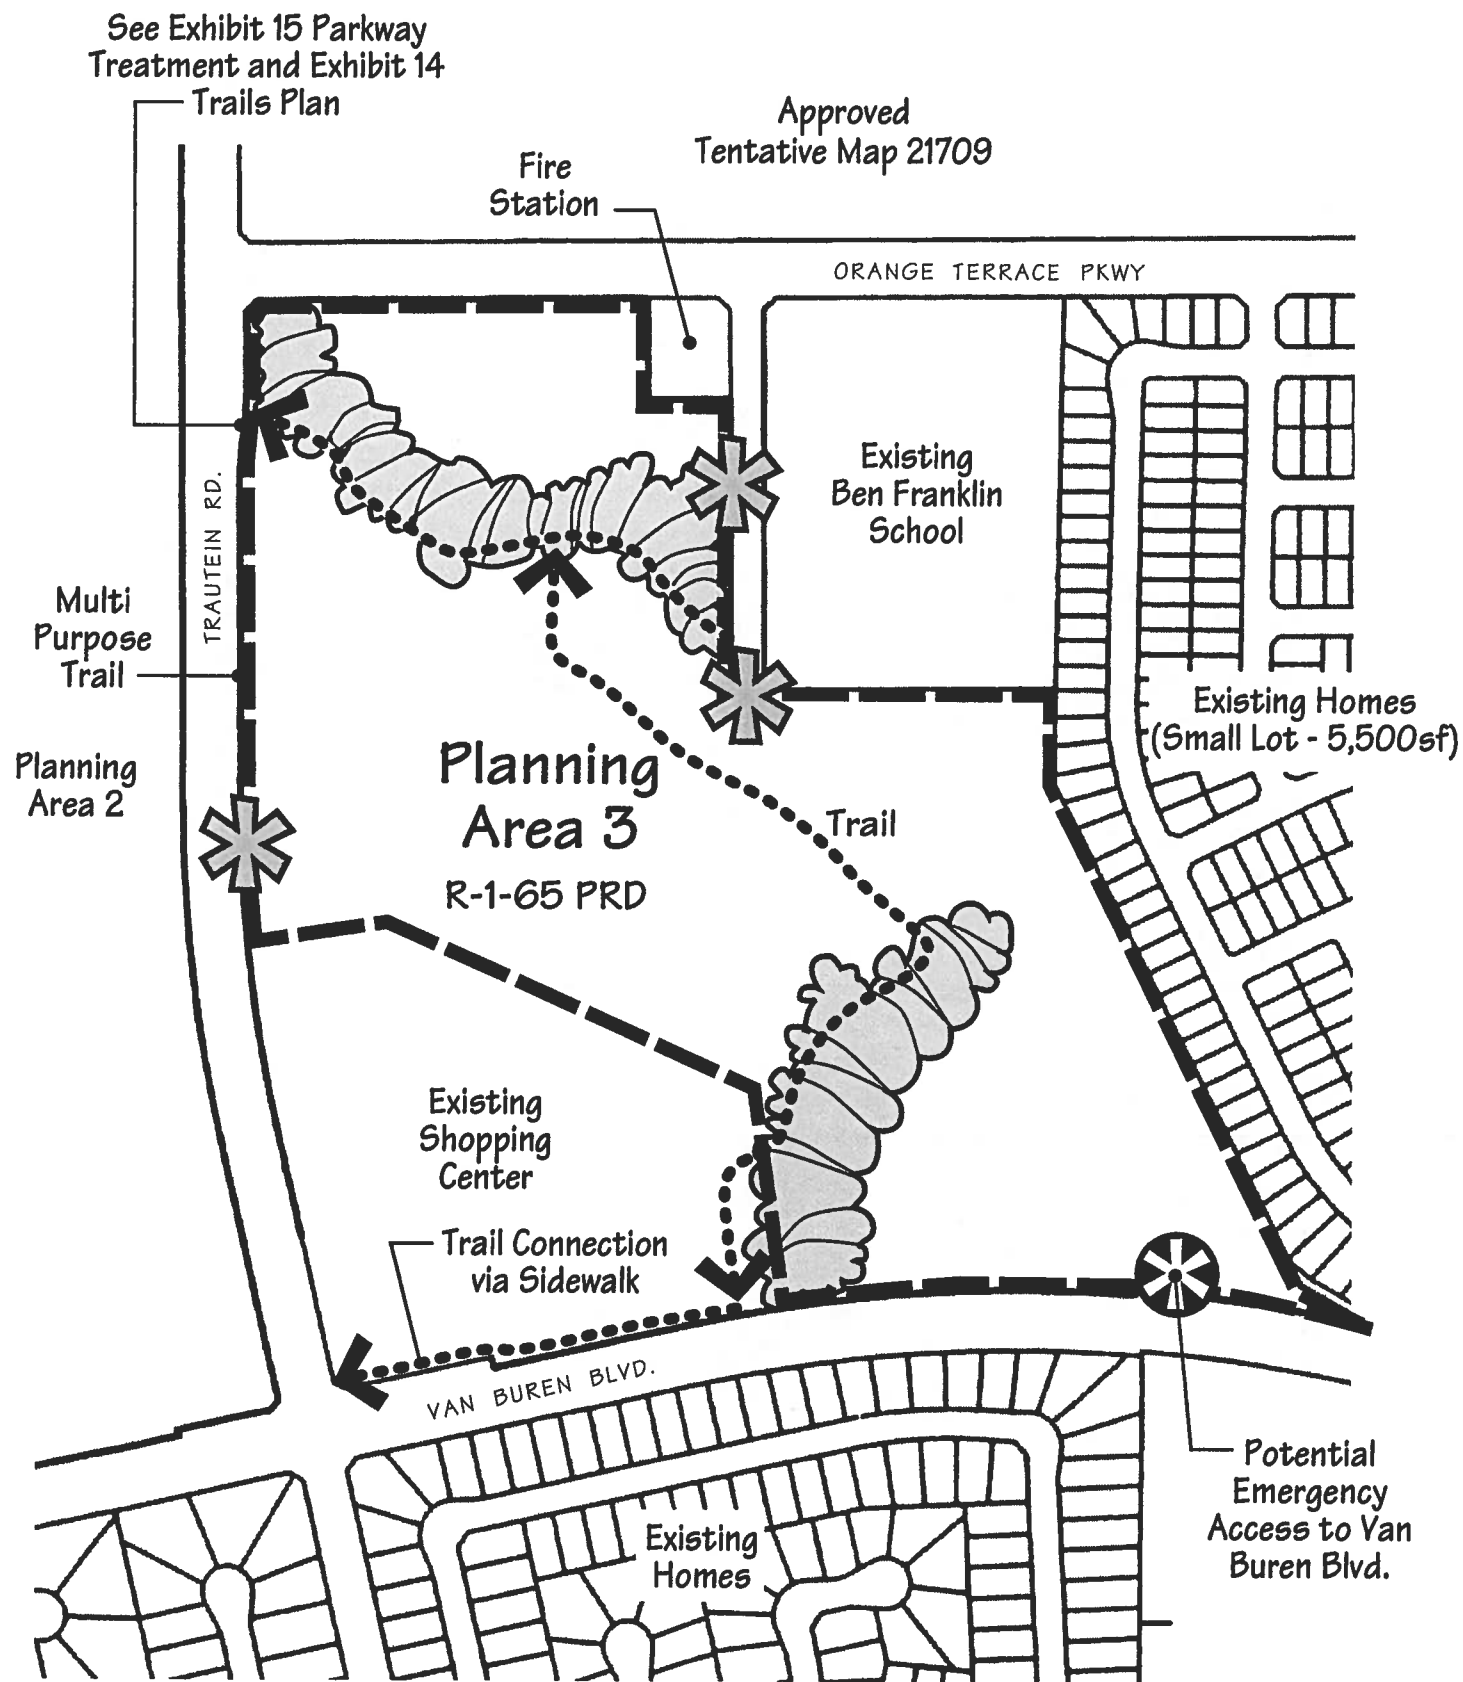 See Exhibit 15 Parkway
Treatment and Exhibit 14
Trails Plan
Approved
Tentative Map 21709
Fire
Station
ORANGE TERRACE PKWY
Existing
Ben Franklin
School
TRAUTEIN RD.
Multi
Purpose
Trail
Existing Homes
(Small Lot - 5,500sf)
Planning
Area 2
Planning
Area 3
R-1-65 PRD
Trail
Existing
Shopping
Center
Trail Connection
via Sidewalk
VAN BUREN BLVD.
Potential
Emergency
Access to Van
Buren Blvd.
Existing
Homes